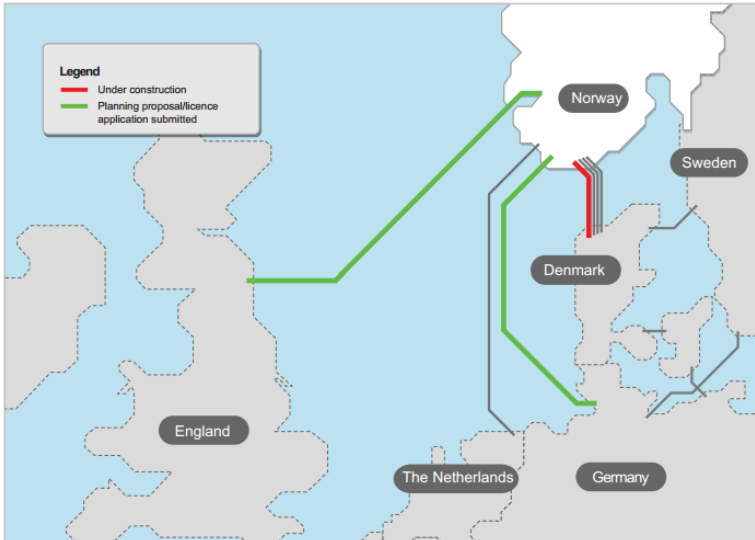 Legend
Under construction
Planning proposal/licence
application submitted
Norway
Sweden
Denmark
England
The Netherlands
Germany